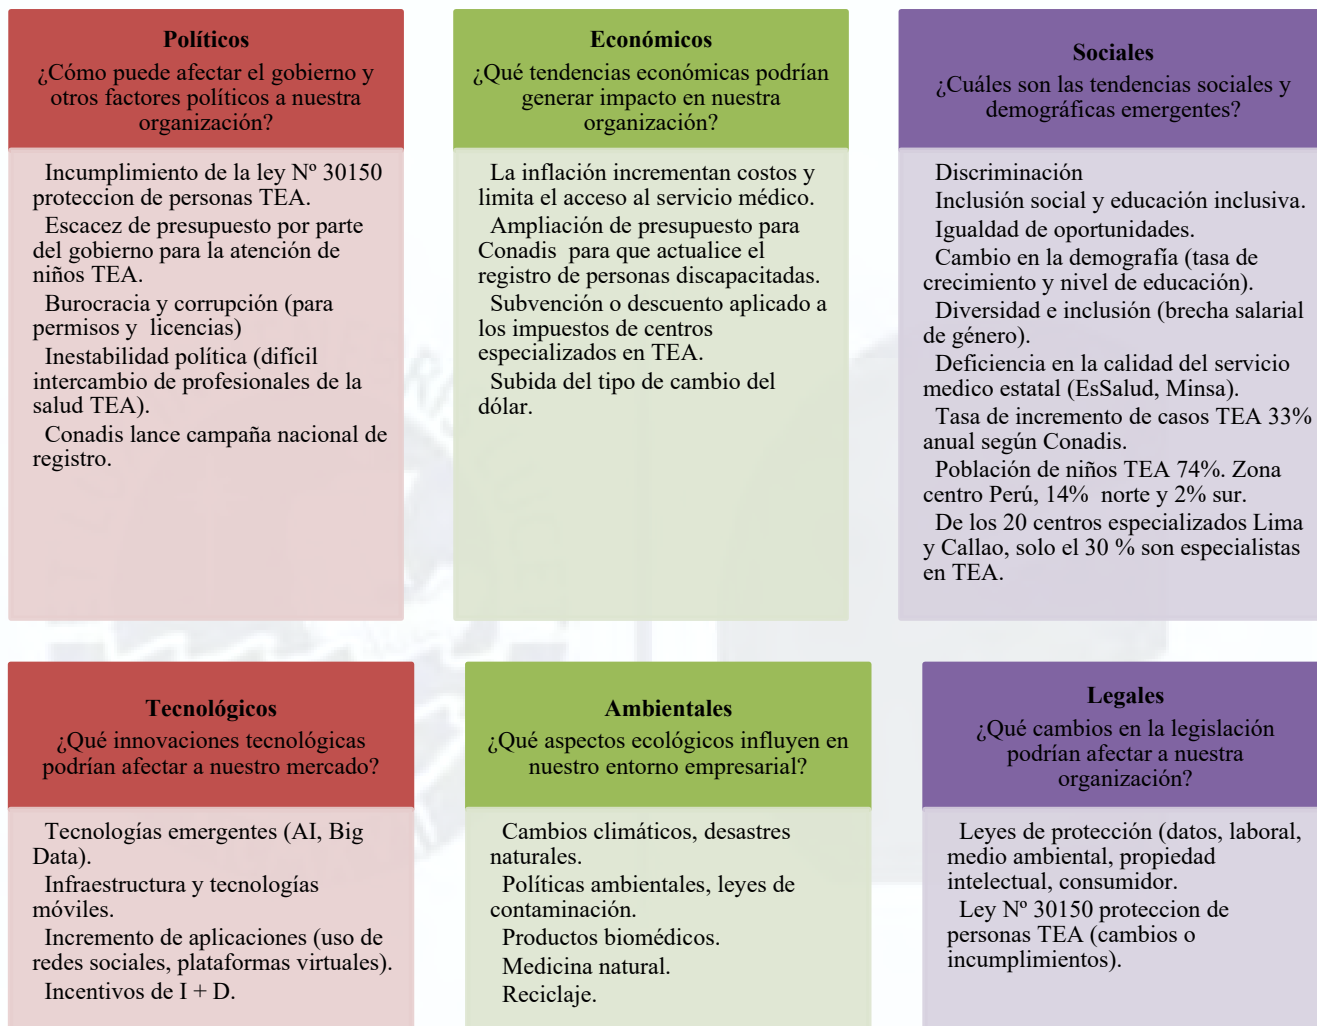 Políticos
¿Cómo puede afectar el gobierno y
otros factores políticos a nuestra
organización?
Incumplimiento de la ley Nº 30150
proteccion de personas TEA.
Escacez de presupuesto por parte
del gobierno para la atención de
niños TEA.
Burocracia y corrupción (para
permisos y licencias)
Inestabilidad política (difícil
intercambio de profesionales de la
salud TEA).
Conadis lance campaña nacional de
registro.
Económicos
¿Qué tendencias económicas podrían
generar impacto en nuestra
organización?
La inflación incrementan costos y
limita el acceso al servicio médico.
Ampliación de presupuesto para
Conadis para que actualice el
registro de personas discapacitadas.
Subvención o descuento aplicado a
los impuestos de centros
especializados en TEA.
Subida del tipo de cambio del
dólar.
Sociales
¿Cuáles son las tendencias sociales y
demográficas emergentes?
Discriminación
Inclusión social y educación inclusiva.
Igualdad de oportunidades.
Cambio en la demografía (tasa de
crecimiento y nivel de educación).
Diversidad e inclusión (brecha salarial
de género).
Deficiencia en la calidad del servicio
medico estatal (EsSalud, Minsa).
Tasa de incremento de casos TEA 33%
anual según Conadis.
Población de niños TEA 74%. Zona
centro Perú, 14% norte y 2% sur.
De los 20 centros especializados Lima
y Callao, solo el 30 % son especialistas
en TEA.
Tecnológicos
¿Qué innovaciones tecnológicas
podrían afectar a nuestro mercado?
Tecnologías emergentes (AI, Big
Data).
Infraestructura y tecnologías
móviles.
Incremento de aplicaciones (uso de
redes sociales, plataformas virtuales).
Incentivos de I + D.
Ambientales
¿Qué aspectos ecológicos influyen en
nuestro entorno empresarial?
Cambios climáticos, desastres
naturales.
Políticas ambientales, leyes de
contaminación.
Productos biomédicos.
Medicina natural.
Reciclaje.
Legales
¿Qué cambios en la legislación
podrían afectar a nuestra
organización?
Leyes de protección (datos, laboral,
medio ambiental, propiedad
intelectual, consumidor.
Ley Nº 30150 proteccion de
personas TEA (cambios o
incumplimientos).